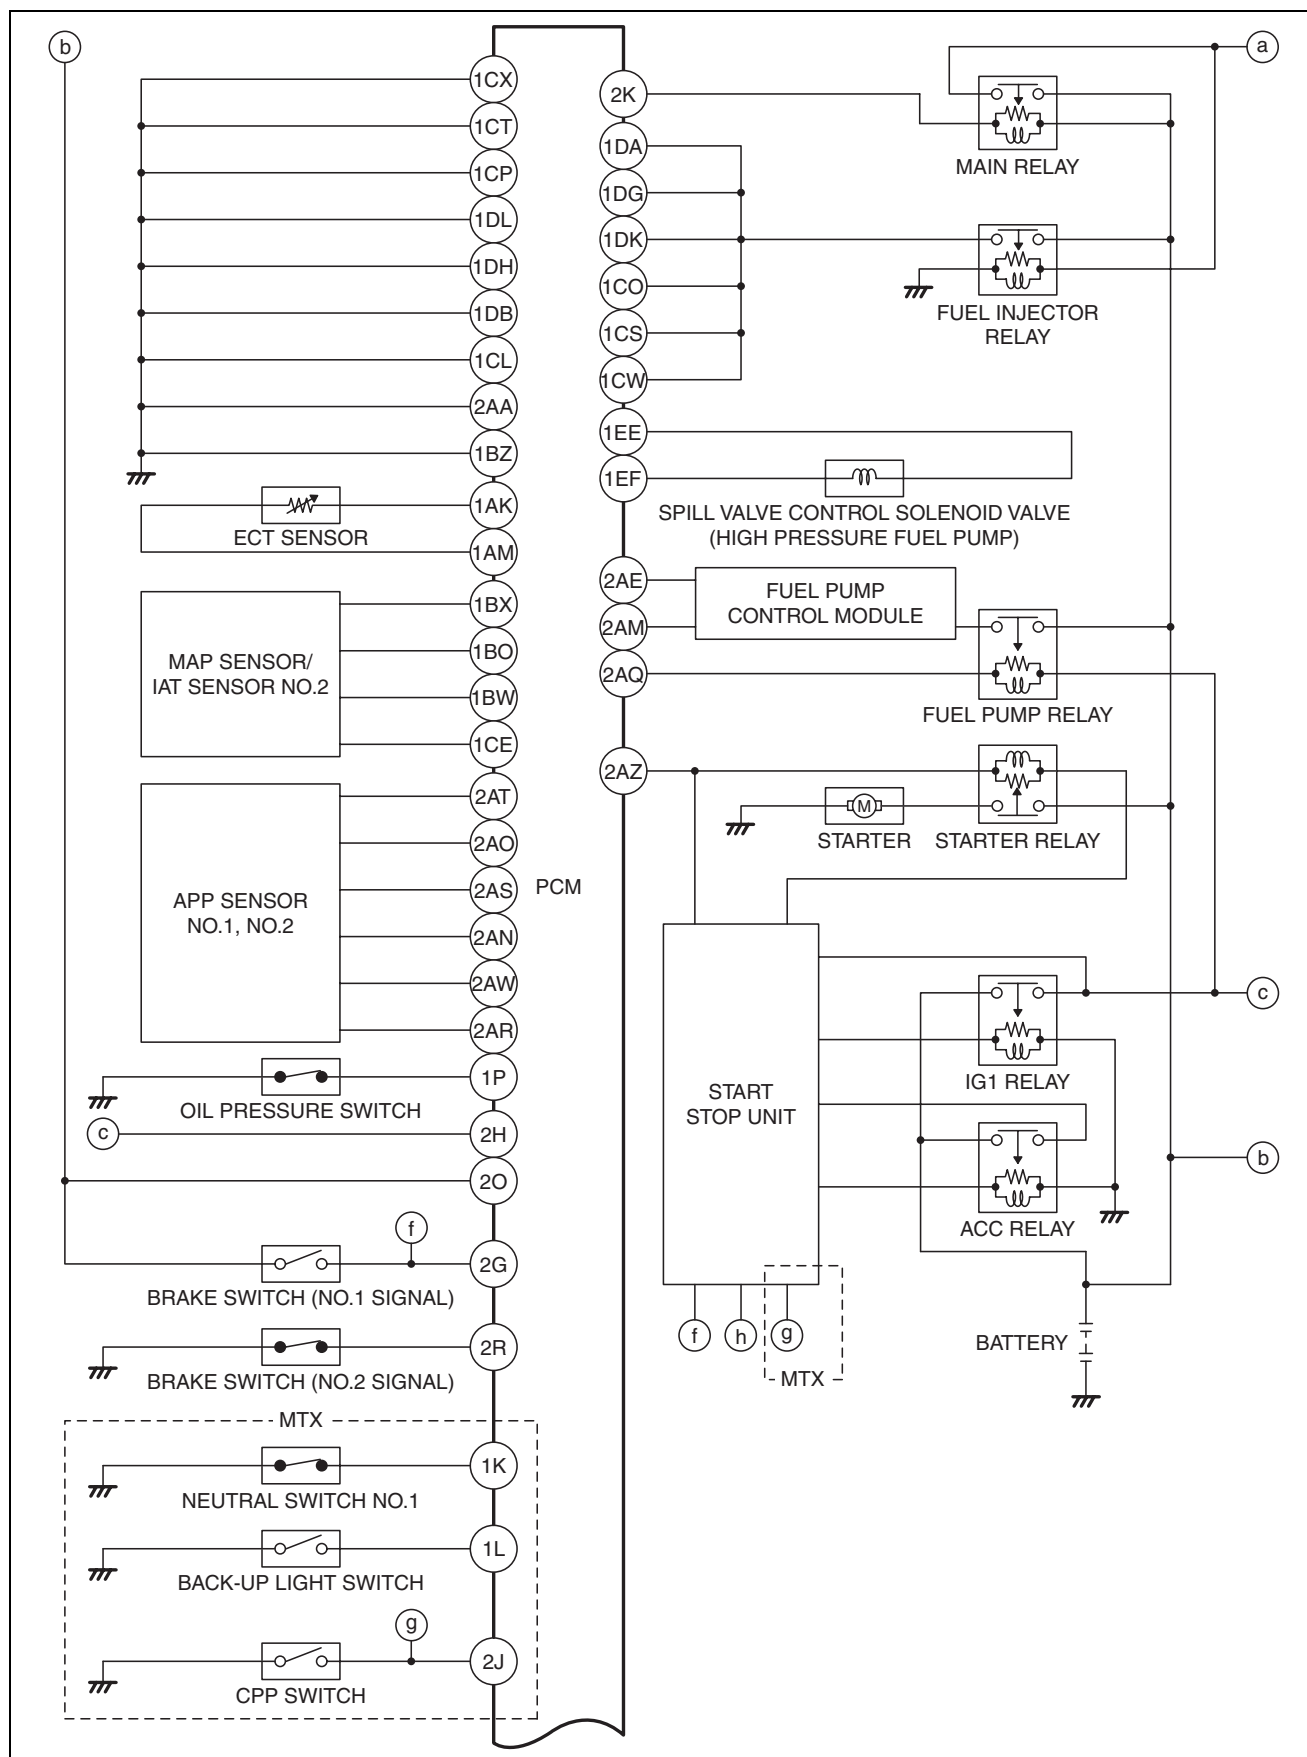 b
1CX
1CT
1CP
1DL
1DH
1DB
1CL
2AA
1BZ
ECT SENSOR
1AK
1AM
MAP SENSOR/
IAT SENSOR NO.2
1BX
1BO
1BW
1CE
APP SENSOR
NO.1, NO.2
2AT
2AO
2AS
2AN
2AW
2AR
PCM
OIL PRESSURE SWITCH
1P
c
2H
2O
f
2G
BRAKE SWITCH (NO.1 SIGNAL)
2R
BRAKE SWITCH (NO.2 SIGNAL)
MTX
1K
NEUTRAL SWITCH NO.1
1L
BACK-UP LIGHT SWITCH
g
2J
CPP SWITCH
a
2K
MAIN RELAY
1DA
1DG
1DK
1CO
1CS
1CW
FUEL INJECTOR
RELAY
1EE
1EF
SPILL VALVE CONTROL SOLENOID VALVE
(HIGH PRESSURE FUEL PUMP)
2AE
2AM
2AQ
FUEL PUMP
CONTROL MODULE
FUEL PUMP RELAY
2AZ
M
STARTER
STARTER RELAY
START
STOP UNIT
c
IG1 RELAY
b
ACC RELAY
f
h
g
MTX
BATTERY